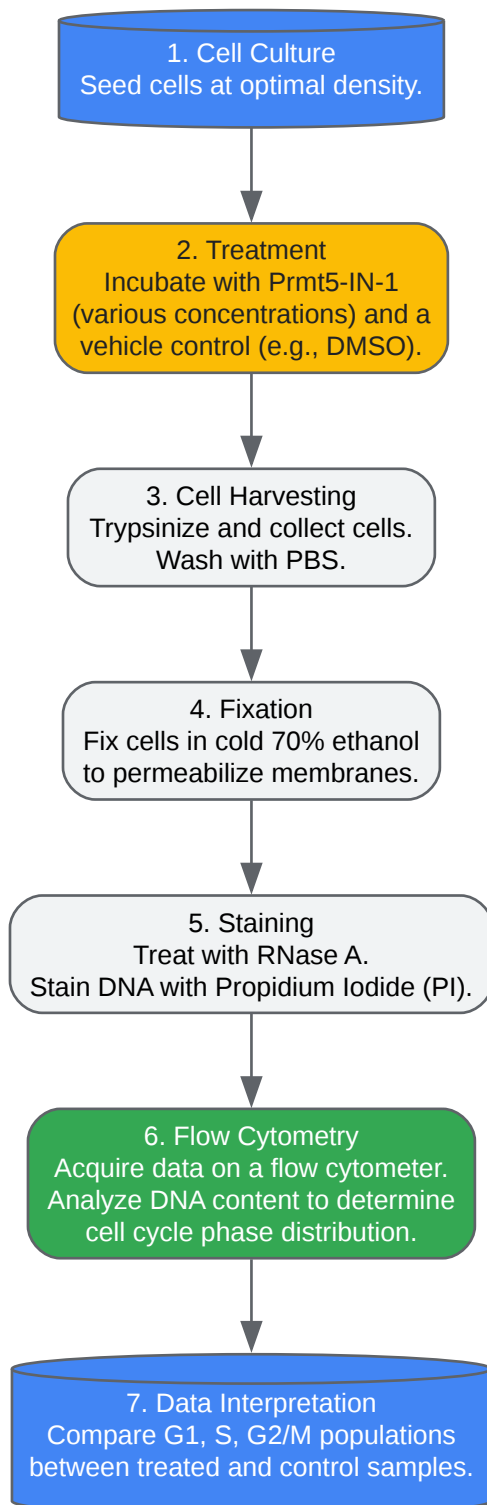 1. Cell Culture
Seed cells at optimal density.
2. Treatment
Incubate with Prmt5-IN-1
(various concentrations) and a
vehicle control (e.g., DMSO).
3. Cell Harvesting
Trypsinize and collect cells.
Wash with PBS.
4. Fixation
Fix cells in cold 70% ethanol
to permeabilize membranes.
5. Staining
Treat with RNase A.
Stain DNA with Propidium Iodide (PI).
6. Flow Cytometry
Acquire data on a flow cytometer.
Analyze DNA content to determine
cell cycle phase distribution.
7. Data Interpretation
Compare G1, S, G2/M populations
between treated and control samples.